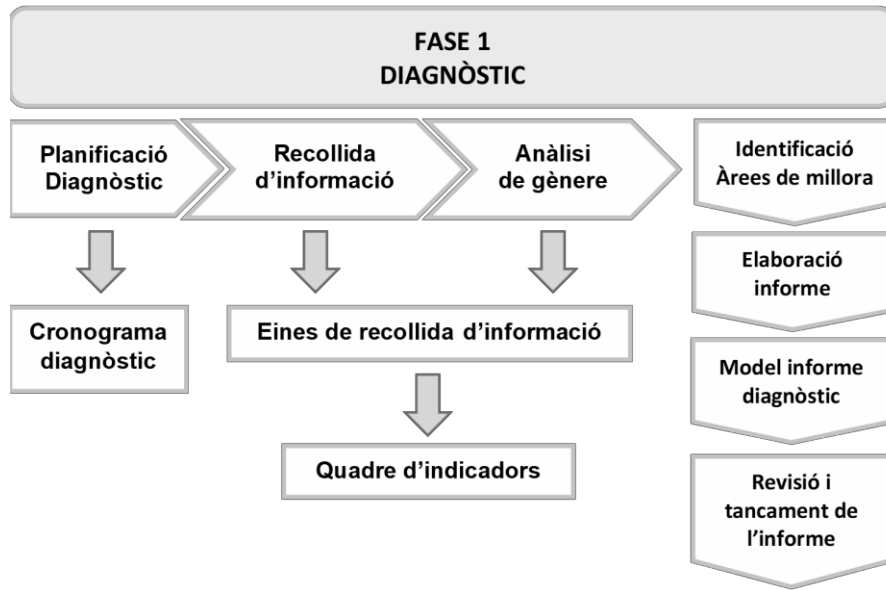 FASE 1
DIAGNÒSTIC
Planificació
Diagnòstic
Recollida
d’informació
Anàlisi
de gènere
Identificació
Àrees de millora
Cronograma
diagnòstic
Eines de recollida d’informació
Quadre d’indicadors
Elaboració
informe
Model informe
diagnòstic
Revisió i
tancament de
l’informe